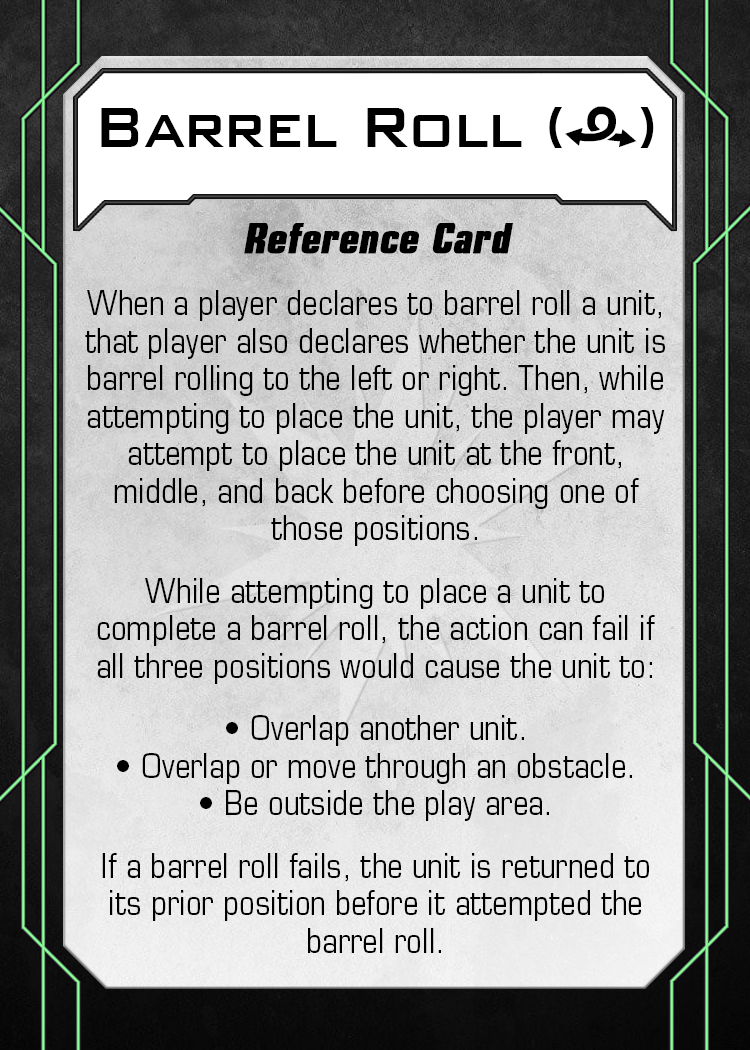 Barrel Roll ( )
Reference Card
When a player declares to barrel roll a unit,
that player also declares whether the unit is
barrel rolling to the left or right. Then, while
attempting to place the unit, the player may
attempt to place the unit at the front,
middle, and back before choosing one of
those positions.
While attempting to place a unit to
complete a barrel roll, the action can fail if
all three positions would cause the unit to:
• Overlap another unit.
• Overlap or move through an obstacle.
• Be outside the play area.
If a barrel roll fails, the unit is returned to
its prior position before it attempted the
barrel roll.